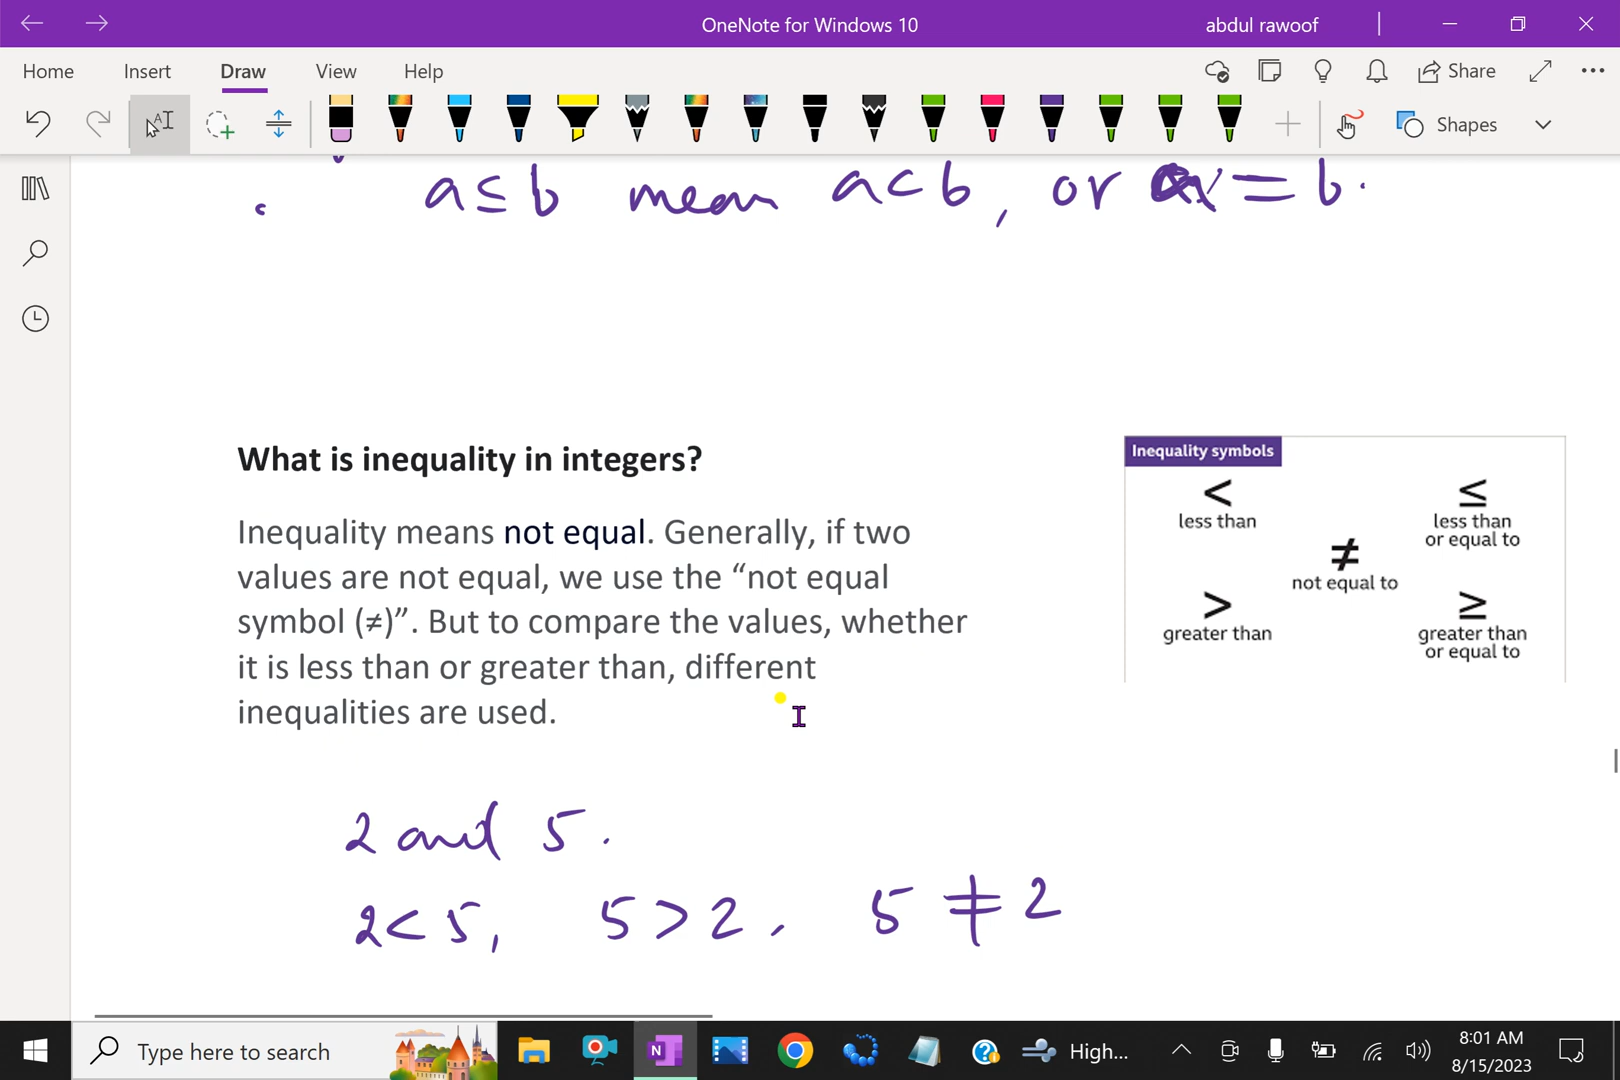 OneNote for Windows 10
abdul rawoof
Home Insert Draw View Help
Share
Shapes
a ≤ b mean a < b, or a = b.
What is inequality in integers?
Inequality means not equal. Generally, if two
values are not equal, we use the “not equal
symbol (≠)”. But to compare the values, whether
it is less than or greater than, different
inequalities are used.
Inequality symbols
<
less than
≤
less than
or equal to
≠
not equal to
>
greater than
≥
greater than
or equal to
2 and 5.
2 < 5, 5 > 2, 5 ≠ 2
Type here to search
High...
8:01 AM
8/15/2023